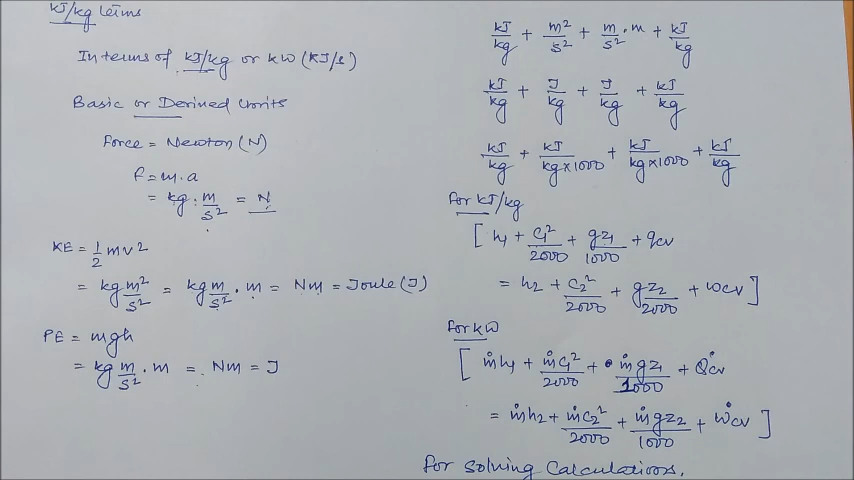 kJ/kg terms
In terms of kJ/kg or kW (kJ/s)
Basic or Derived Units
Force = Newton (N)
F = m.a
= kg . m/s² = N
KE = 1/2 mv²
= kg m²/s² = kg m/s² . m = Nm = Joule (J)
PE = mgh
= kg m/s² . m = Nm = J
kJ/kg + m²/s² + m/s² . m + kJ/kg
kJ/kg + J/kg + J/kg + kJ/kg
kJ/kg + kJ/kg×1000 + kJ/kg×1000 + kJ/kg
For kJ/kg
[ h1 + C1²/2000 + gz1/1000 + qcv
= h2 + C2²/2000 + gz2/2000 + wcv ]
For kW
[ ṁh1 + ṁC1²/2000 + ṁgz1/1000 + Q̇cv
= ṁh2 + ṁC2²/2000 + ṁgz2/1000 + Ẇcv ]
For Solving Calculations.